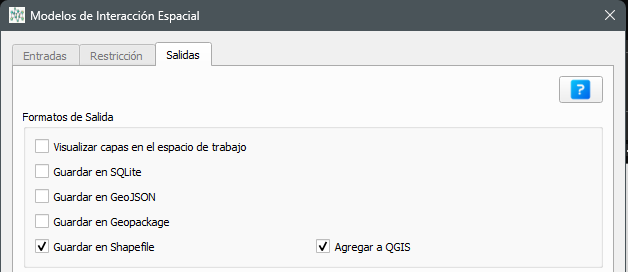 Modelos de Interacción Espacial
Entradas Restricción Salidas
?
Formatos de Salida
Visualizar capas en el espacio de trabajo
Guardar en SQLite
Guardar en GeoJSON
Guardar en Geopackage
Guardar en Shapefile Agregar a QGIS